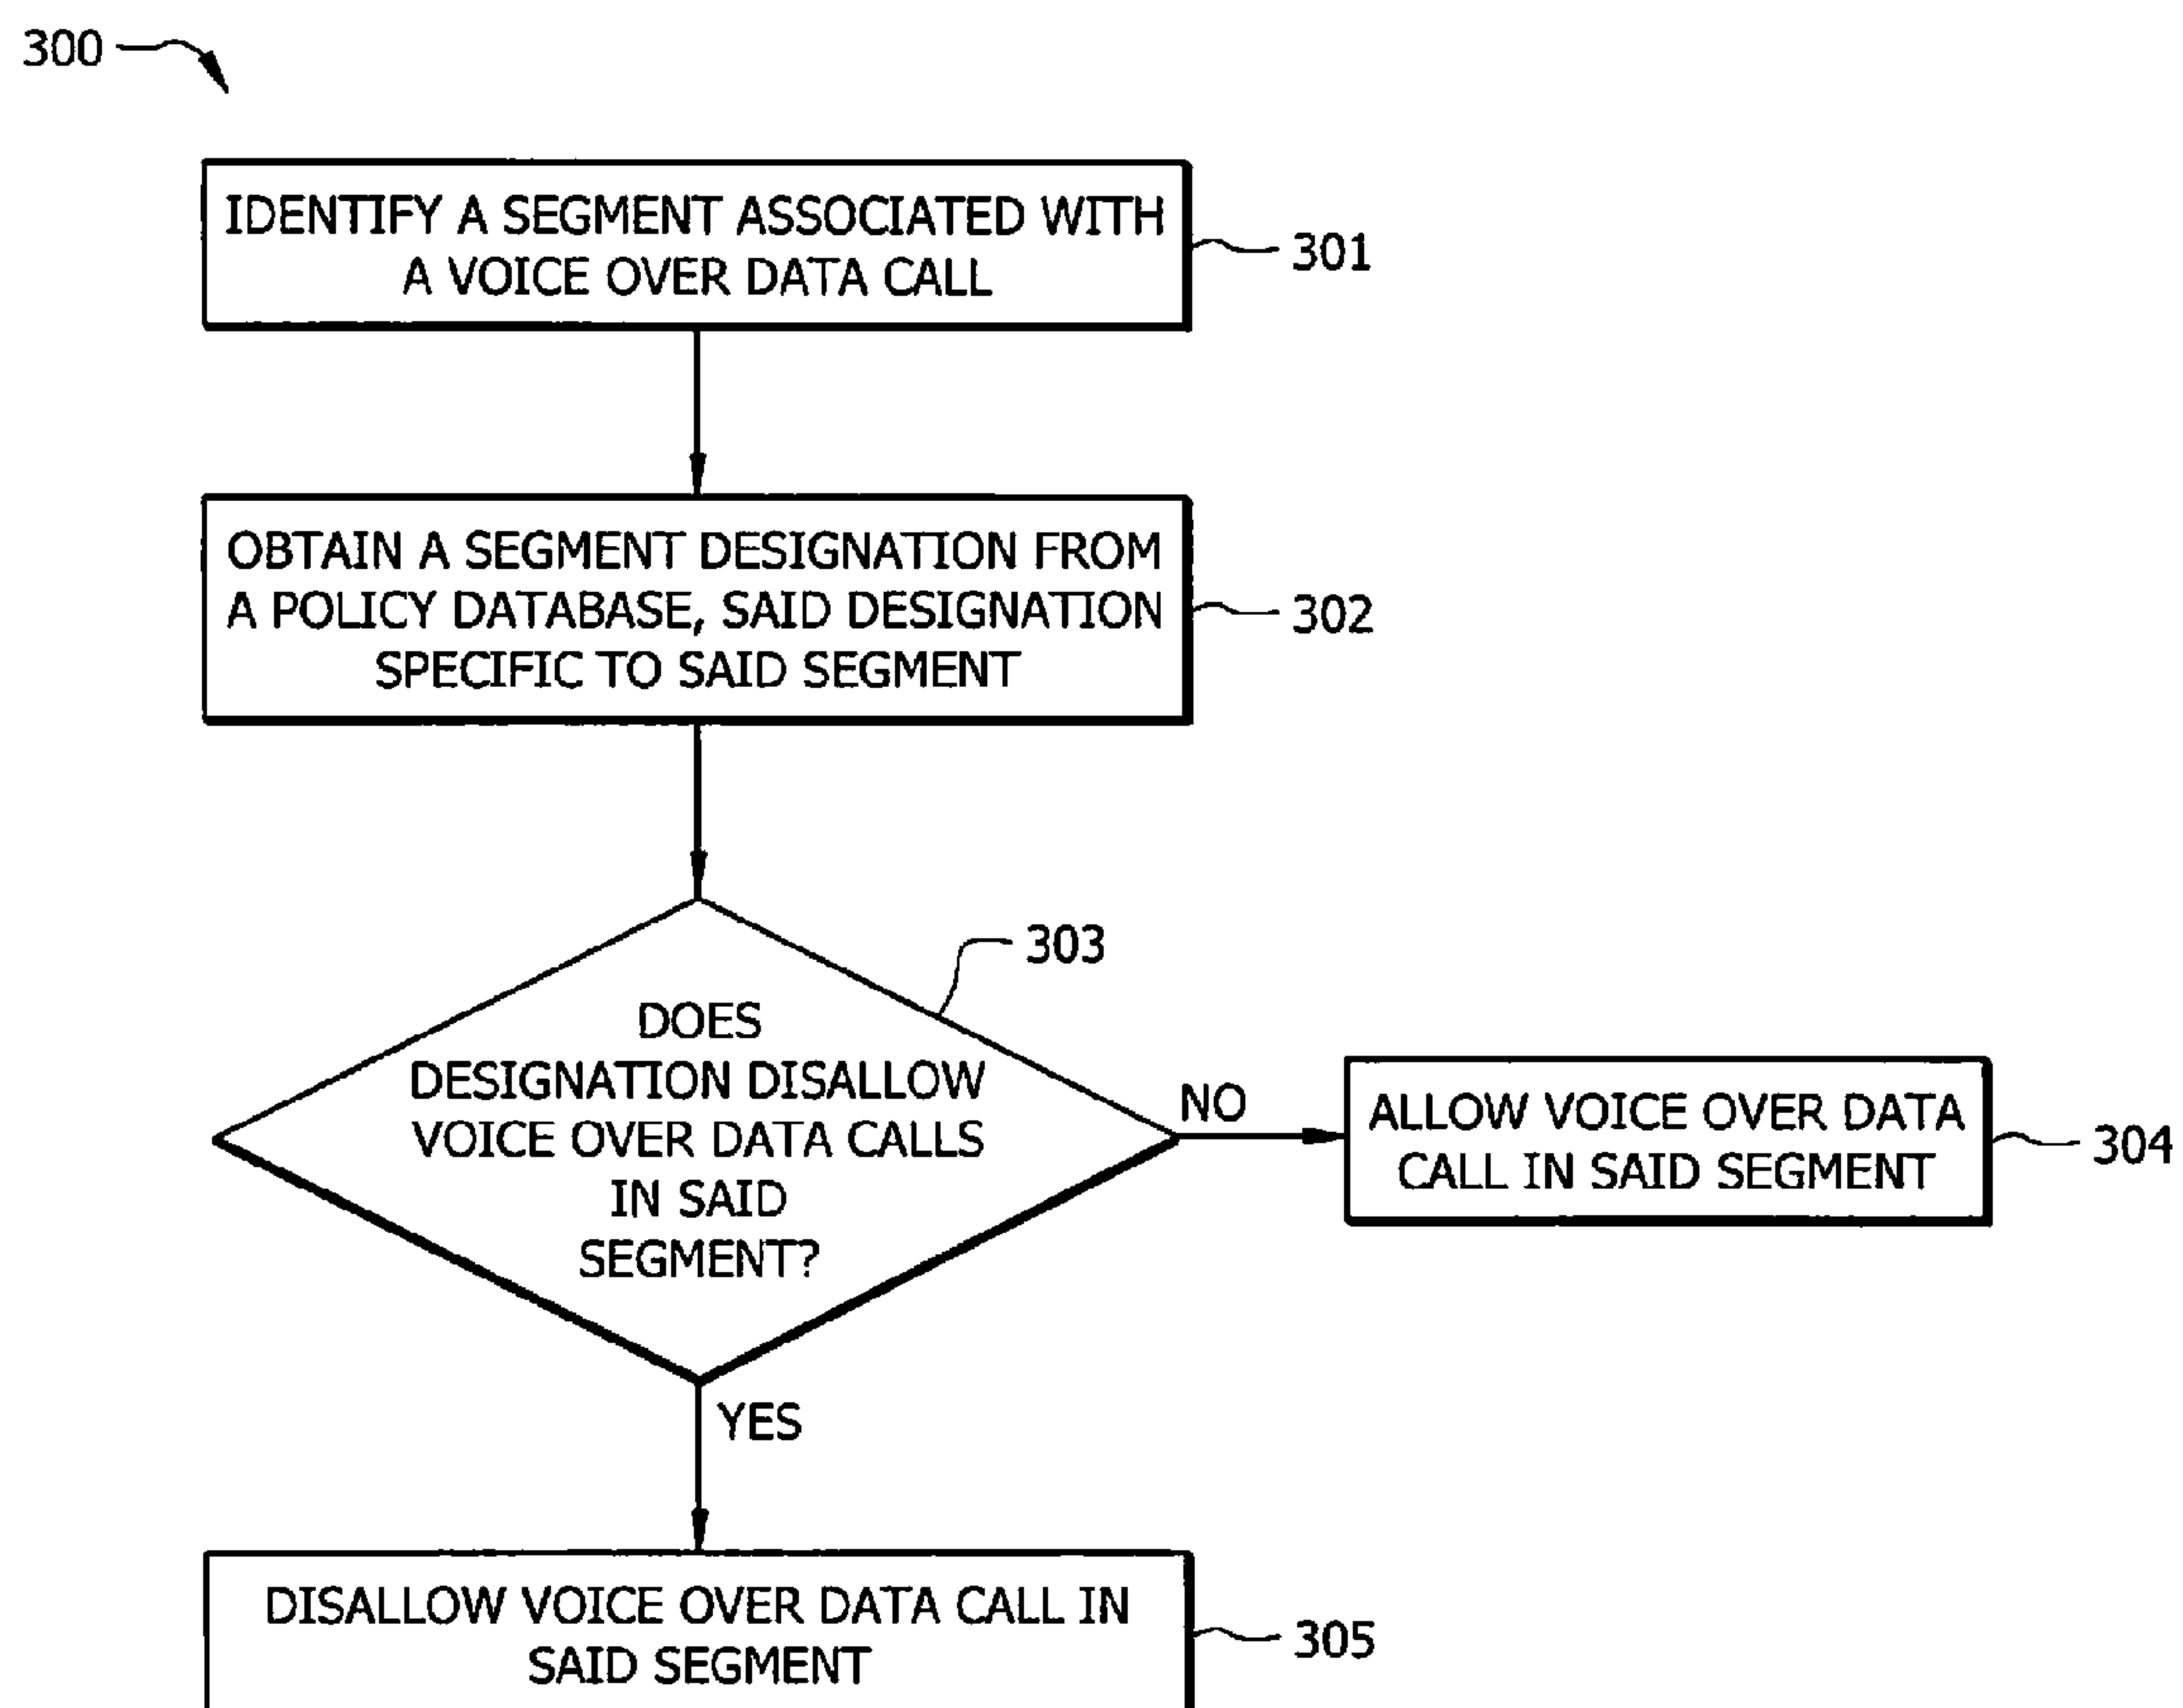 300
IDENTIFY A SEGMENT ASSOCIATED WITH
A VOICE OVER DATA CALL
301
OBTAIN A SEGMENT DESIGNATION FROM
A POLICY DATABASE, SAID DESIGNATION
SPECIFIC TO SAID SEGMENT
302
303
DOES
DESIGNATION DISALLOW
VOICE OVER DATA CALLS
IN SAID
SEGMENT?
NO
ALLOW VOICE OVER DATA
CALL IN SAID SEGMENT
304
YES
DISALLOW VOICE OVER DATA CALL IN
SAID SEGMENT
305